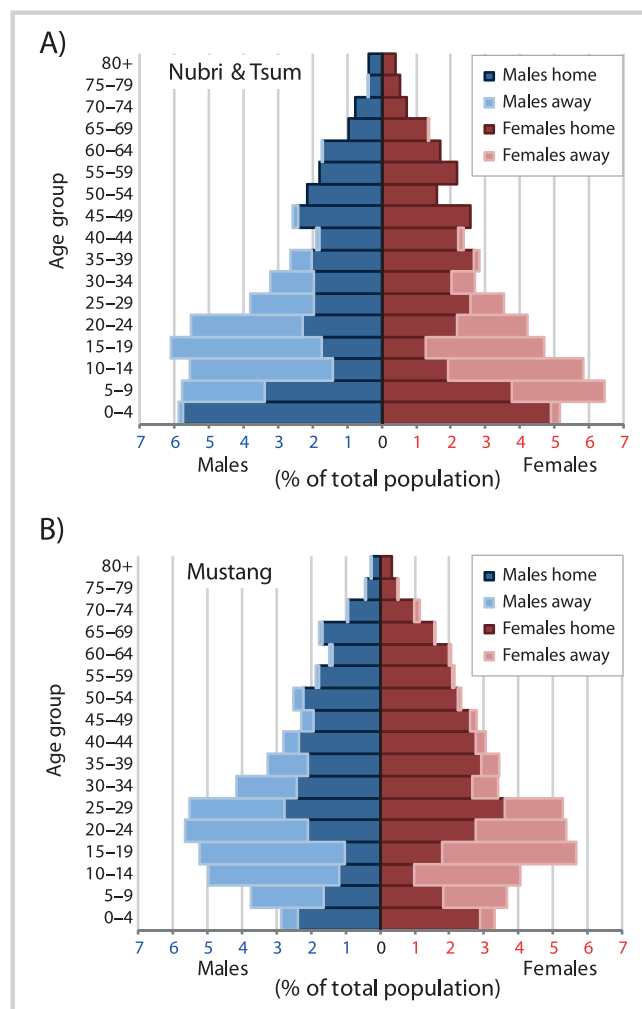 A)
Nubri & Tsum
Males home
Males away
Females home
Females away
Age group
80+
75–79
70–74
65–69
60–64
55–59
50–54
45–49
40–44
35–39
30–34
25–29
20–24
15–19
10–14
5–9
0–4
7 6 5 4 3 2 1 0 1 2 3 4 5 6 7
Males Females
(% of total population)
B)
Mustang
Males home
Males away
Females home
Females away
Age group
80+
75–79
70–74
65–69
60–64
55–59
50–54
45–49
40–44
35–39
30–34
25–29
20–24
15–19
10–14
5–9
0–4
7 6 5 4 3 2 1 0 1 2 3 4 5 6 7
Males Females
(% of total population)